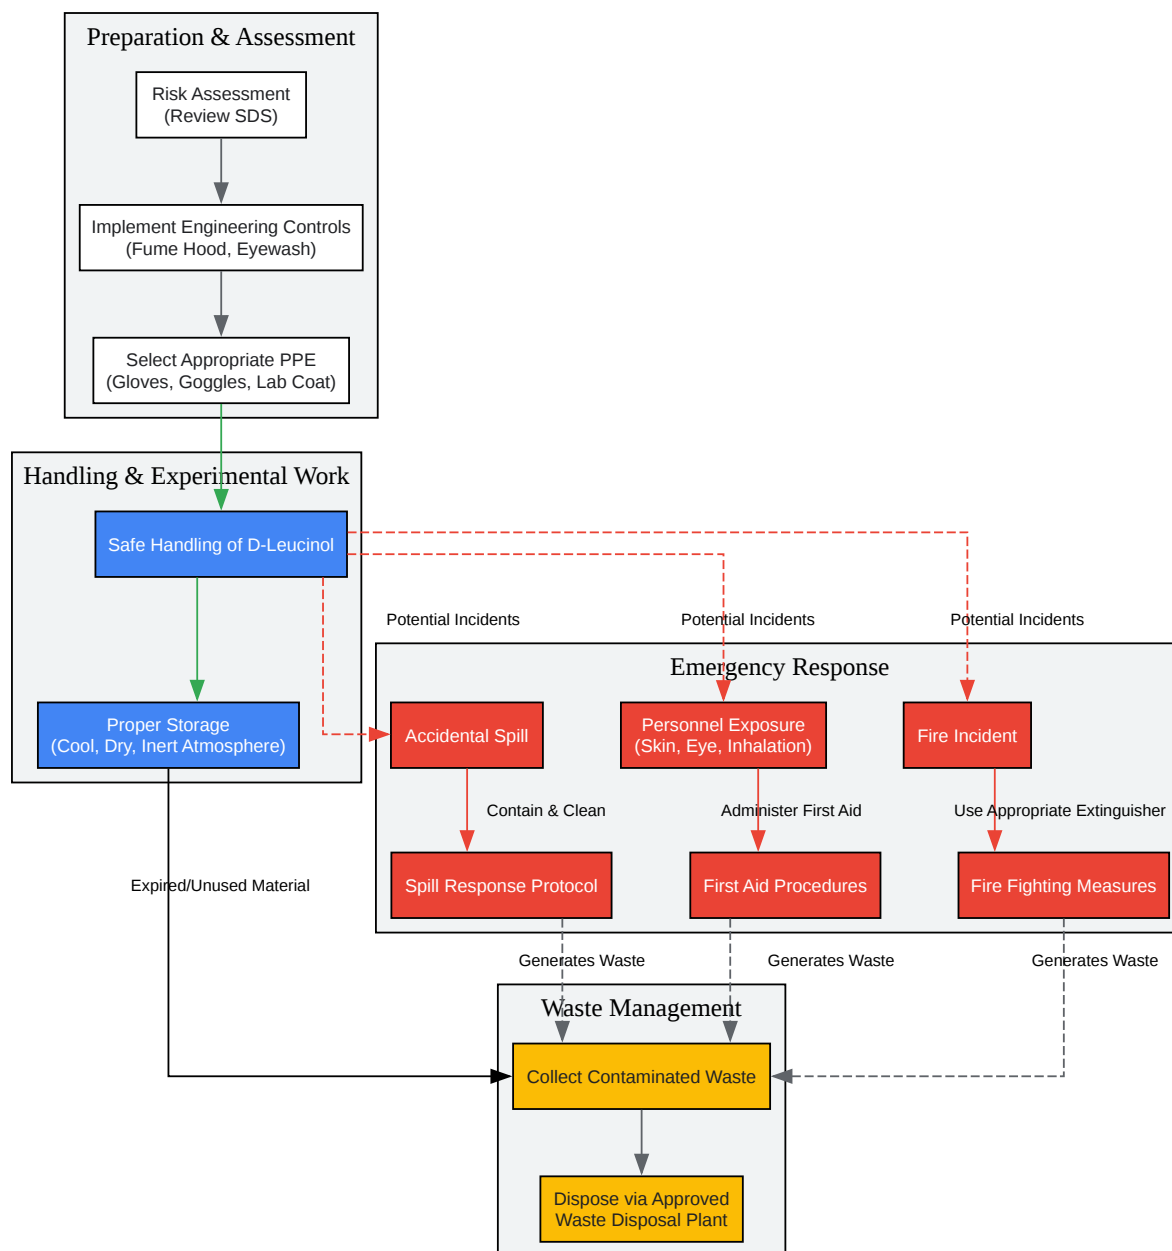 Preparation & Assessment
Risk Assessment
(Review SDS)
Implement Engineering Controls
(Fume Hood, Eyewash)
Select Appropriate PPE
(Gloves, Goggles, Lab Coat)
Handling & Experimental Work
Safe Handling of D-Leucinol
Potential Incidents
Potential Incidents
Potential Incidents
Emergency Response
Proper Storage
(Cool, Dry, Inert Atmosphere)
Accidental Spill
Personnel Exposure
(Skin, Eye, Inhalation)
Fire Incident
Contain & Clean
Administer First Aid
Use Appropriate Extinguisher
Expired/Unused Material
Spill Response Protocol
First Aid Procedures
Fire Fighting Measures
Generates Waste
Generates Waste
Generates Waste
Waste Management
Collect Contaminated Waste
Dispose via Approved
Waste Disposal Plant